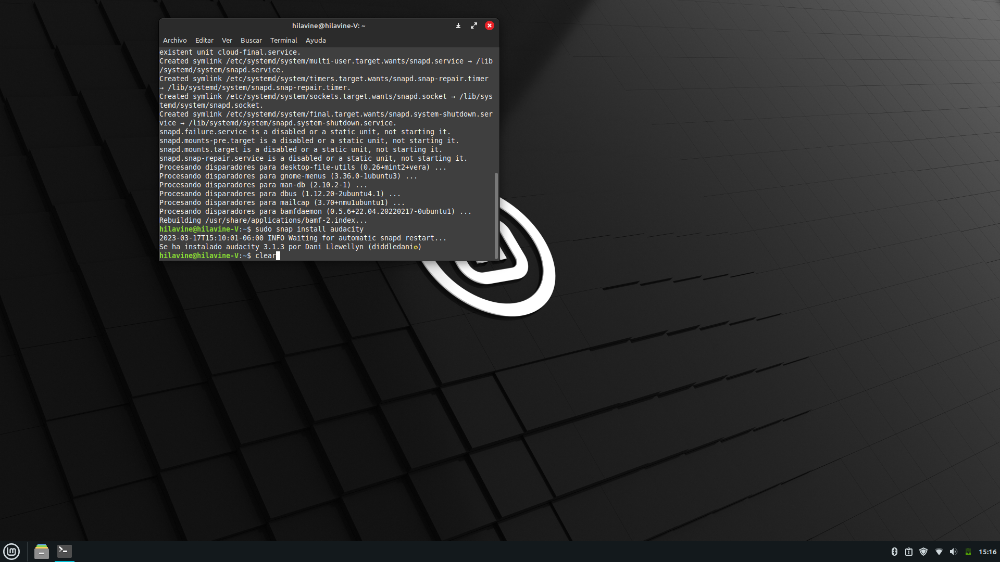 hilavine@hilavine-V: ~
Archivo Editar Ver Buscar Terminal Ayuda
existent unit cloud-final.service.
Created symlink /etc/systemd/system/multi-user.target.wants/snapd.service → /lib
/systemd/system/snapd.service.
Created symlink /etc/systemd/system/timers.target.wants/snapd.snap-repair.timer
→ /lib/systemd/system/snapd.snap-repair.timer.
Created symlink /etc/systemd/system/sockets.target.wants/snapd.socket → /lib/sys
temd/system/snapd.socket.
Created symlink /etc/systemd/system/final.target.wants/snapd.system-shutdown.ser
vice → /lib/systemd/system/snapd.system-shutdown.service.
snapd.failure.service is a disabled or a static unit, not starting it.
snapd.mounts-pre.target is a disabled or a static unit, not starting it.
snapd.mounts.target is a disabled or a static unit, not starting it.
snapd.snap-repair.service is a disabled or a static unit, not starting it.
Procesando disparadores para desktop-file-utils (0.26+mint2+vera) ...
Procesando disparadores para gnome-menus (3.36.0-1ubuntu3) ...
Procesando disparadores para man-db (2.10.2-1) ...
Procesando disparadores para dbus (1.12.20-2ubuntu4.1) ...
Procesando disparadores para mailcap (3.70+nmu1ubuntu1) ...
Procesando disparadores para bamfdaemon (0.5.6+22.04.20220217-0ubuntu1) ...
Rebuilding /usr/share/applications/bamf-2.index...
hilavine@hilavine-V:~$ sudo snap install audacity
2023-03-17T15:10:01-06:00 INFO Waiting for automatic snapd restart...
Se ha instalado audacity 3.1.3 por Dani Llewellyn (diddledani✪)
hilavine@hilavine-V:~$ clear
15:16